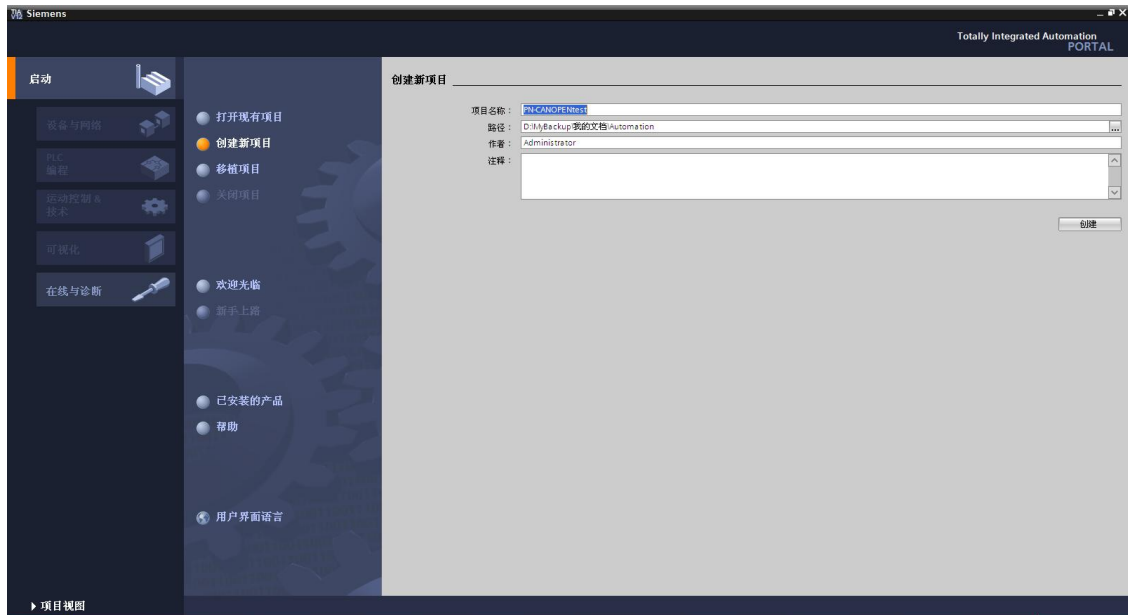 Siemens
Totally Integrated Automation
PORTAL
启动
设备与网络
PLC
编程
运动控制 &
技术
可视化
在线与诊断
打开现有项目
创建新项目
移植项目
关闭项目
欢迎光临
新手上路
已安装的产品
帮助
用户界面语言
创建新项目
项目名称：
PN-CANOPENtest
路径：
D:\MyBackup\我的文档\Automation
...
作者：
Administrator
注释：
创建
项目视图